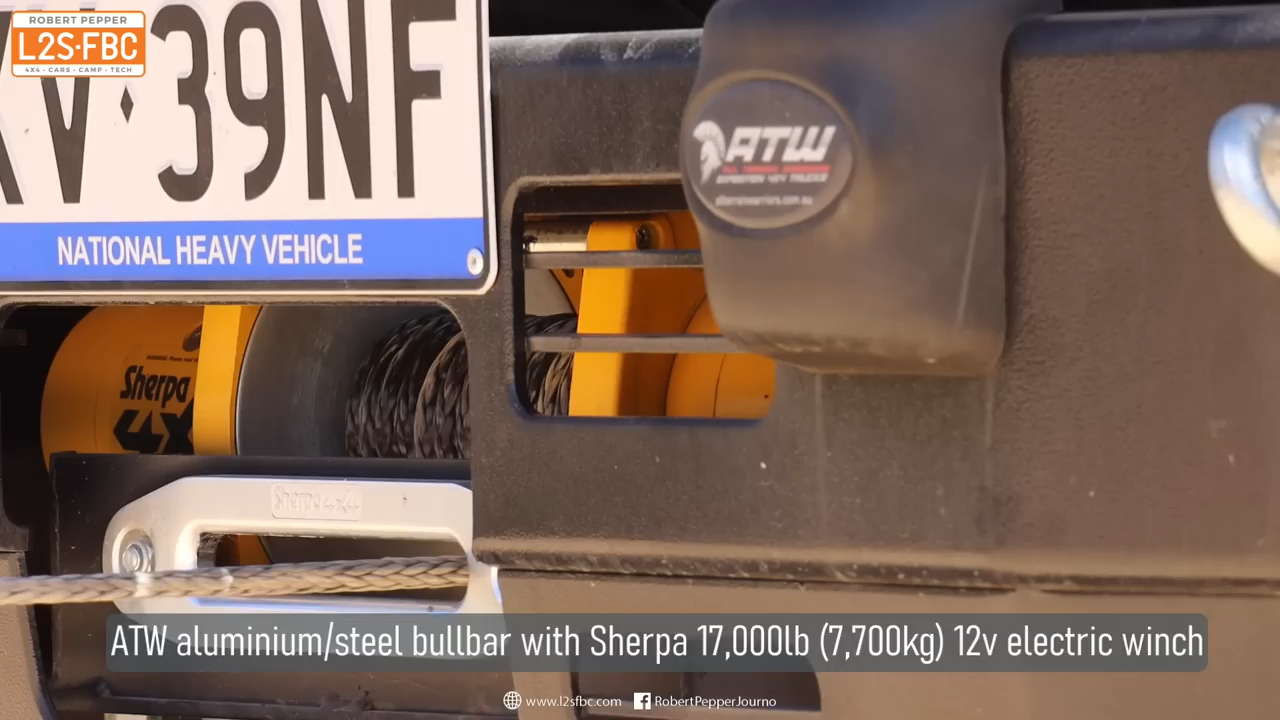 ROBERT PEPPER
L2S·FBC
4X4 - CARS - CAMP - TECH
V·39NF
NATIONAL HEAVY VEHICLE
ATW
Sherpa
4X
Sherpa 4x4
ATW aluminium/steel bullbar with Sherpa 17,000lb (7,700kg) 12v electric winch
www.l2sfbc.com
RobertPepperJourno